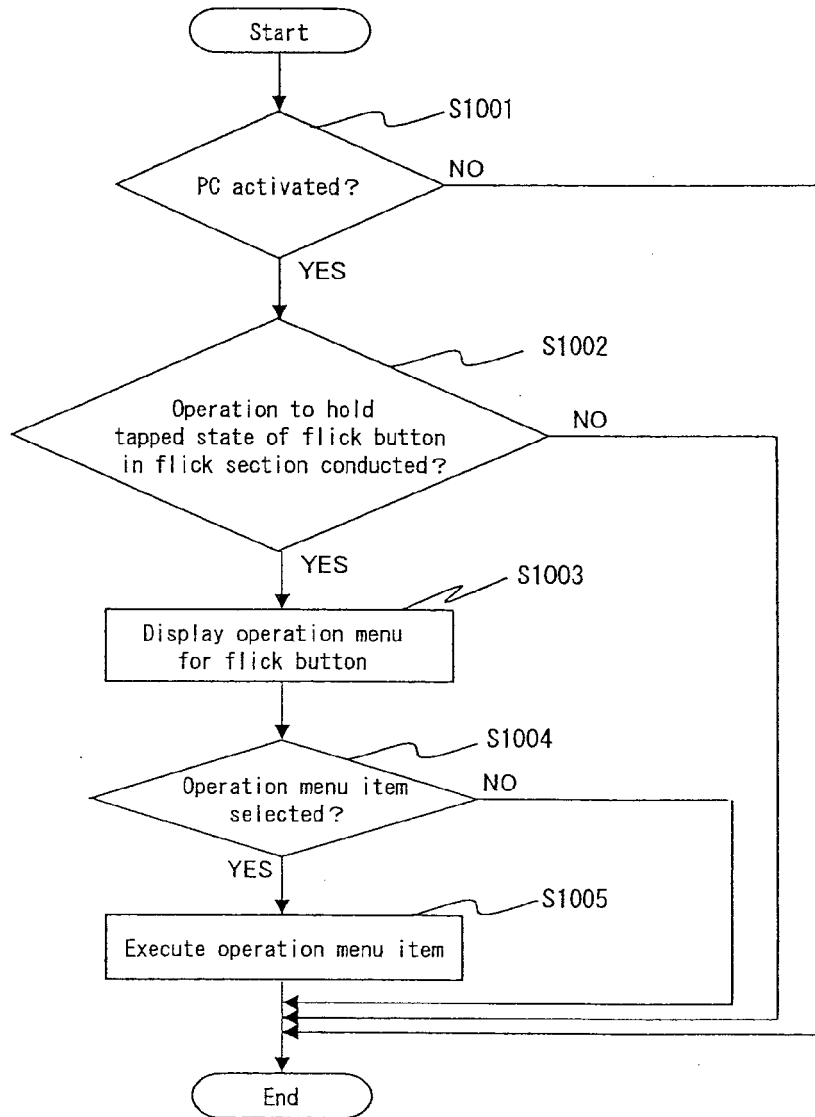 Start
S1001
PC activated?
NO
YES
S1002
Operation to hold
tapped state of flick button
in flick section conducted?
NO
YES
S1003
Display operation menu
for flick button
S1004
Operation menu item
selected?
NO
YES
S1005
Execute operation menu item
End